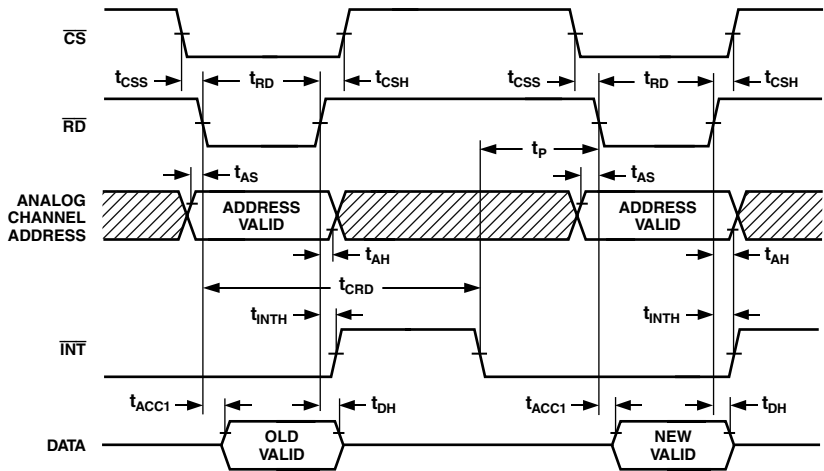 CS
tCSS tRD tCSH tCSS tRD tCSH
RD
tP
tAS tAS
ANALOG
CHANNEL
ADDRESS
ADDRESS
VALID
ADDRESS
VALID
tAH tAH
tCRD
tINTH tINTH
INT
tACC1 tDH tACC1 tDH
DATA
OLD
VALID
NEW
VALID